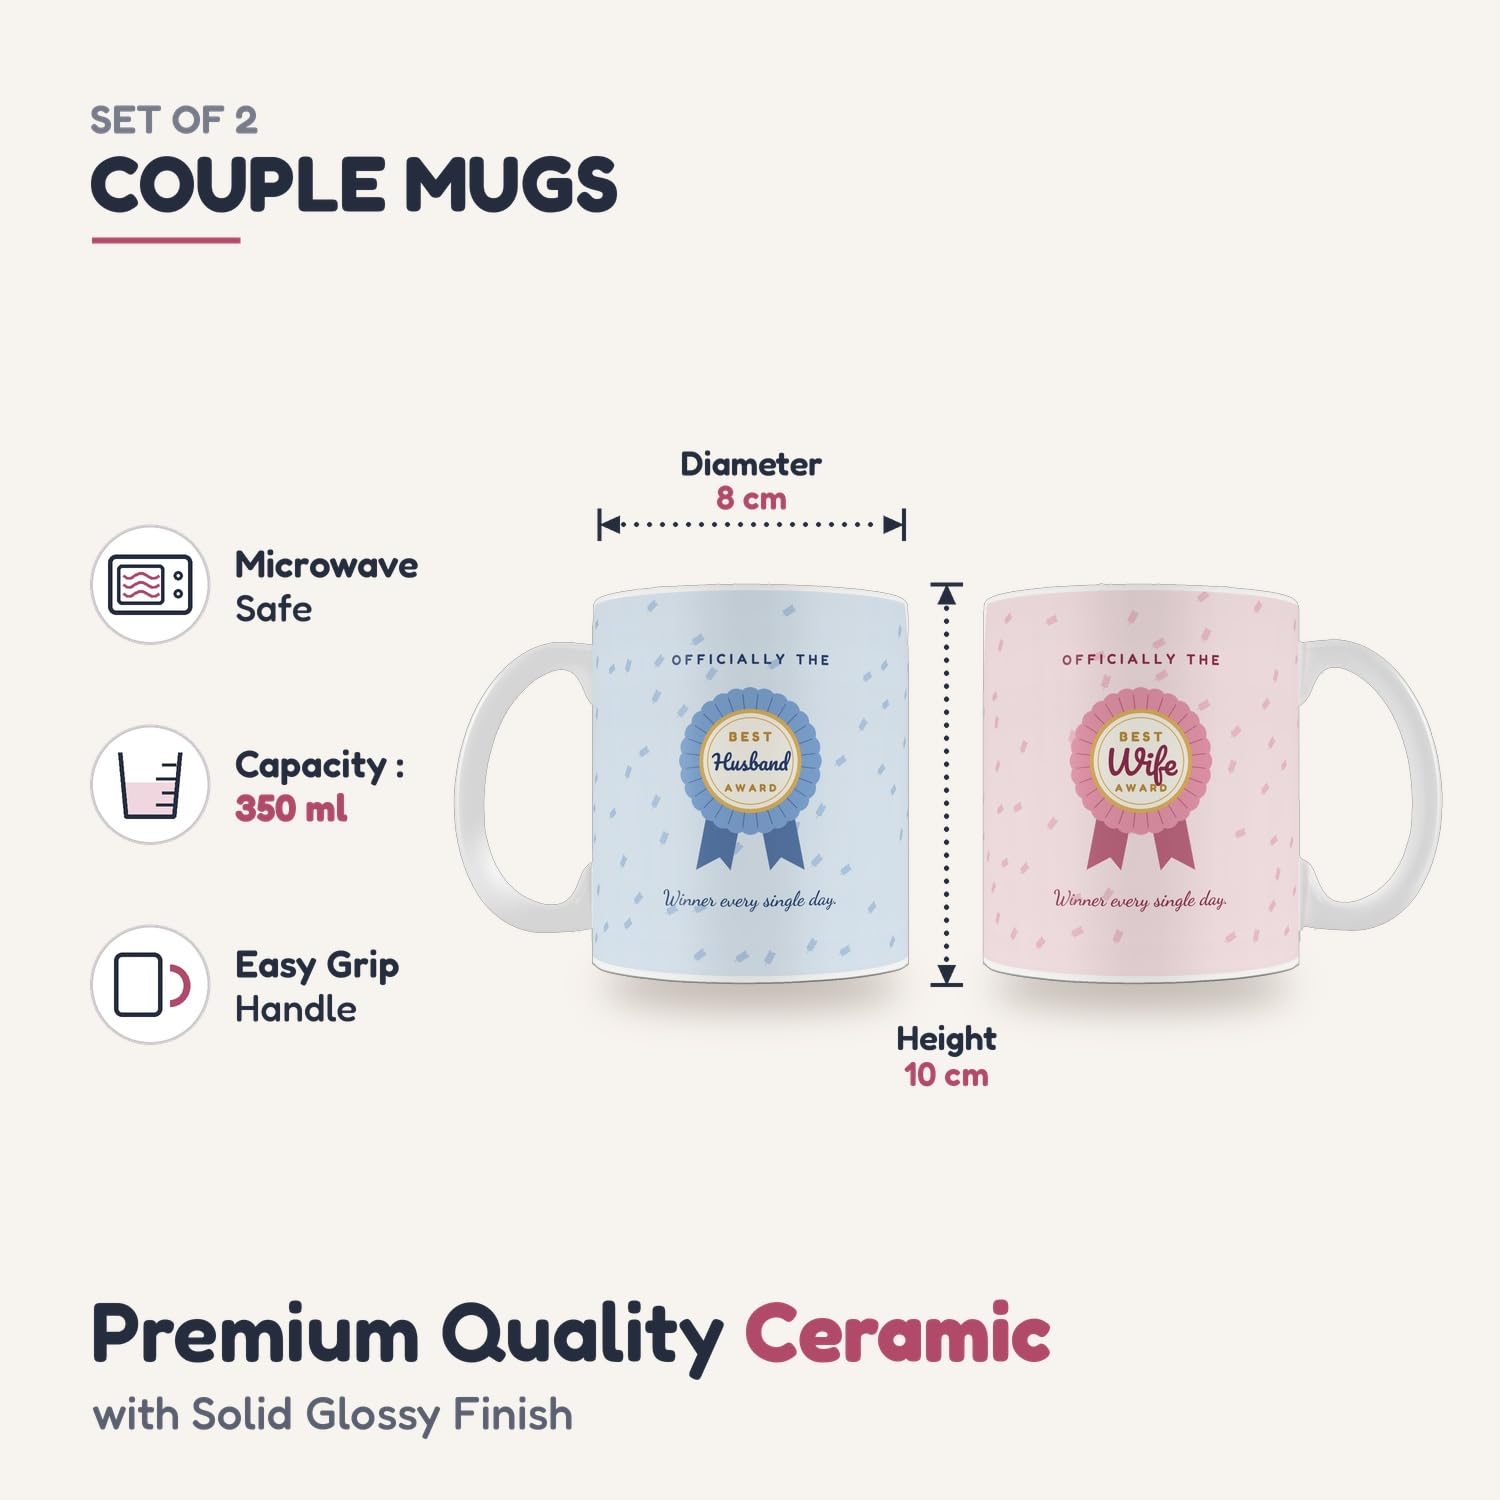 SET OF 2
COUPLE MUGS
Diameter
8 cm
Microwave
Safe
Capacity :
350 ml
Easy Grip
Handle
OFFICIALLY THE
BEST
Husband
AWARD
Winner every single day.
OFFICIALLY THE
BEST
Wife
AWARD
Winner every single day.
Height
10 cm
Premium Quality Ceramic
with Solid Glossy Finish